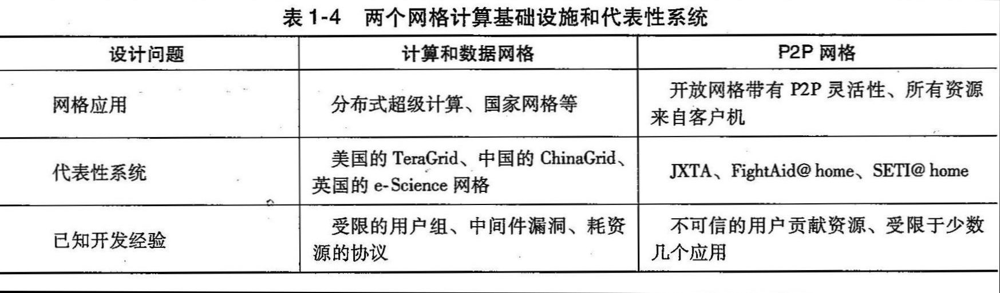 表 1-4 两个网格计算基础设施和代表性系统
设计问题 计算和数据网格 P2P 网格
网格应用
分布式超级计算、国家网格等
开放网格带有 P2P 灵活性、所有资源
来自客户机
代表性系统
美国的 TeraGrid、中国的 ChinaGrid、
英国的 e-Science 网格
JXTA、FightAid@ home、SETI@ home
已知开发经验
受限的用户组、中间件漏洞、耗资
源的协议
不可信的用户贡献资源、受限于少数
几个应用